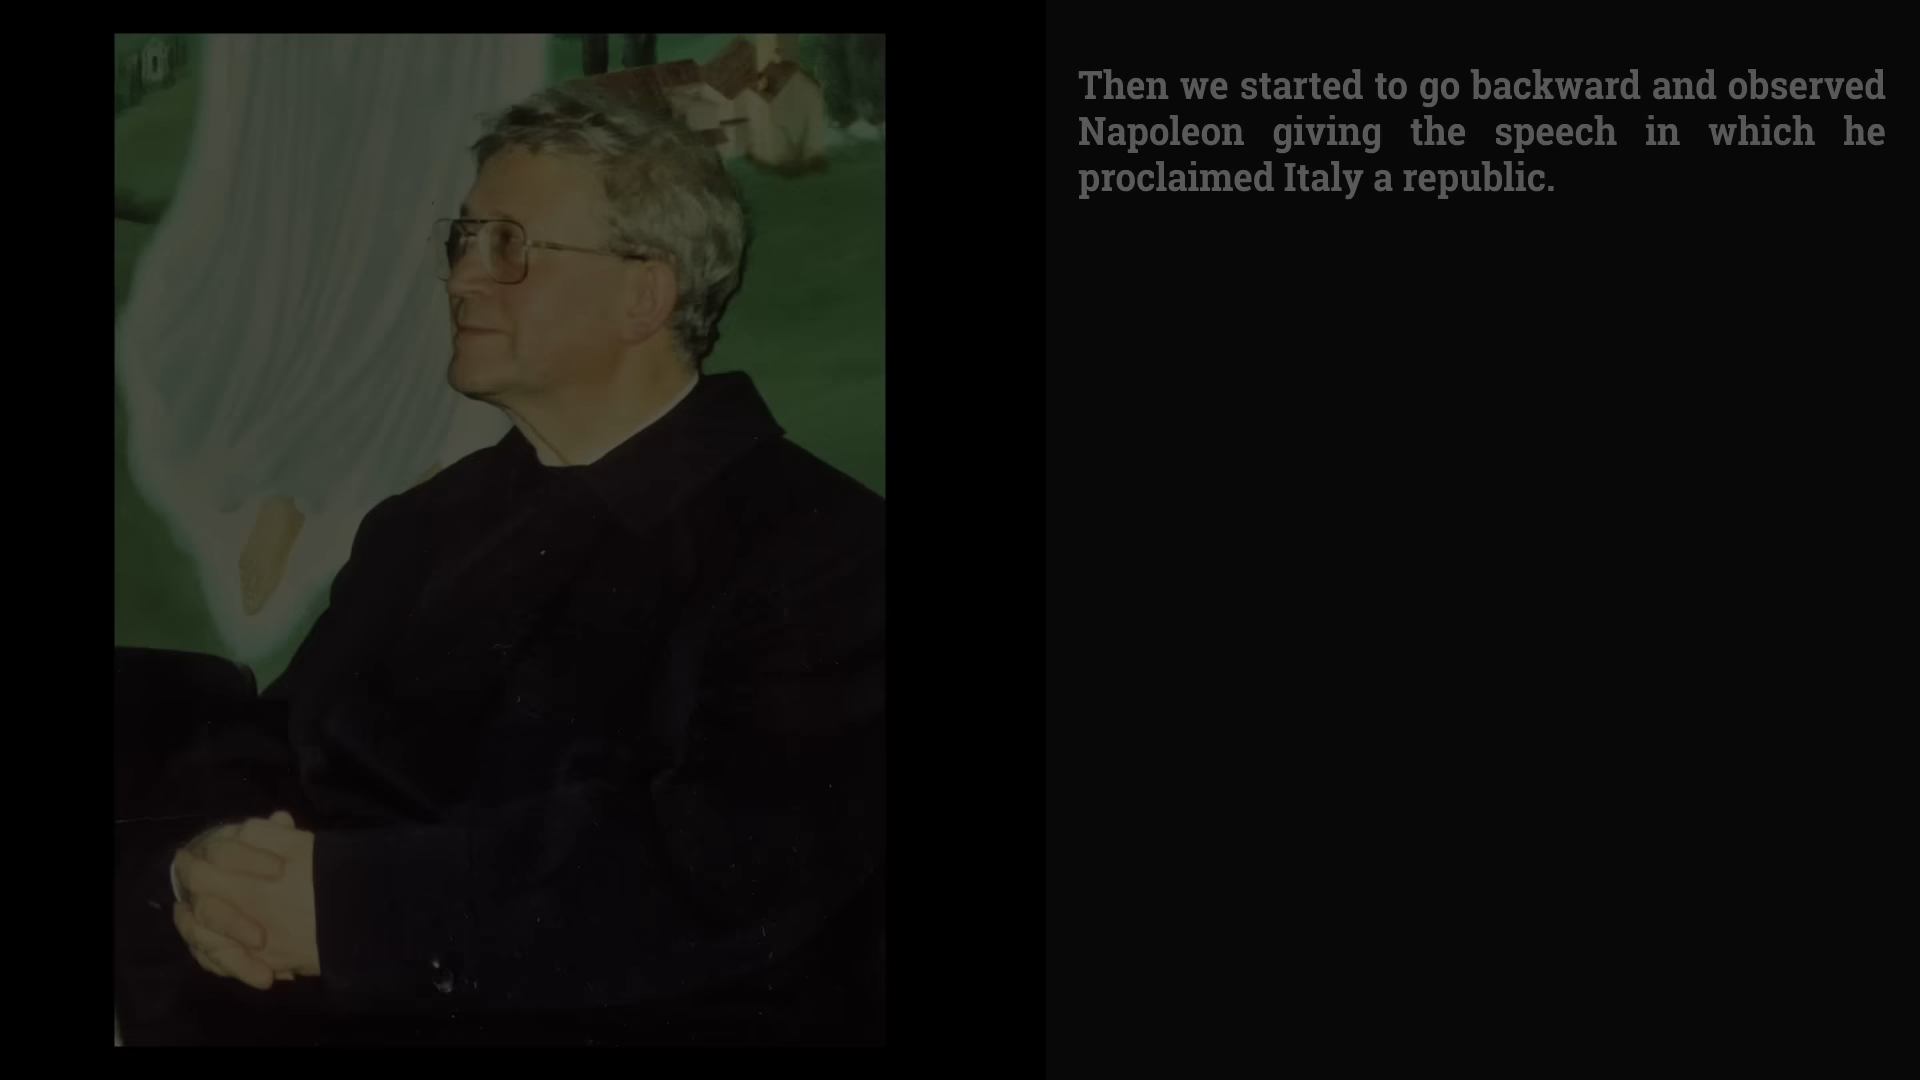 Then we started to go backward and observed
Napoleon giving the speech in which he
proclaimed Italy a republic.